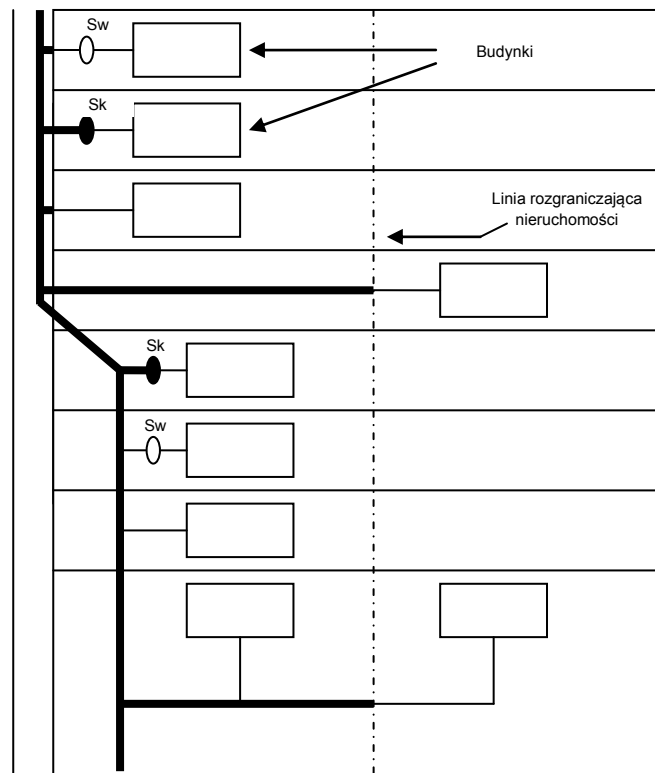 Sw
Budynki
Sk
Linia rozgraniczająca
nieruchomości
Sk
Sw